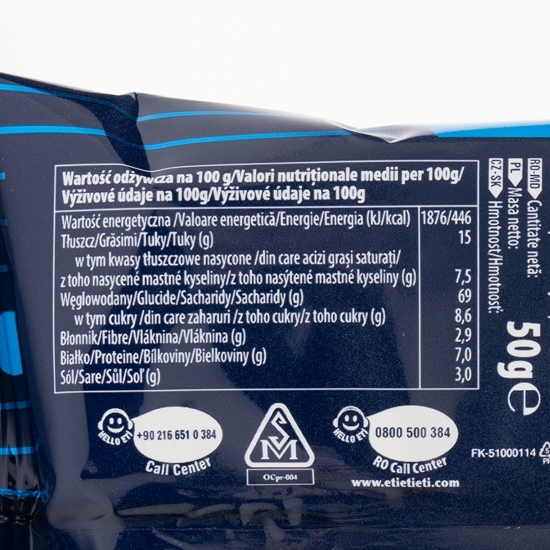 Wartość odżywcza na 100 g/Valori nutriționale medii per 100g/
Výživové údaje na 100g/Výživové údaje na 100g
Wartość energetyczna /Valoare energetică/Energie/Energia (kJ/kcal) 1876/446
Tłuszcz/Grăsimi/Tuky/Tuky (g) 15
w tym kwasy tłuszczowe nasycone /din care acizi grași saturați/
z toho nasycené mastné kyseliny/z toho nasýtené mastné kyseliny (g) 7,5
Węglowodany/Glucide/Sacharidy/Sacharidy (g) 69
w tym cukry /din care zaharuri /z toho cukry/z toho cukry (g) 8,6
Błonnik/Fibre/Vláknina/Vláknina (g) 2,9
Białko/Proteine/Bílkoviny/Bielkoviny (g) 7,0
Sól/Sare/Sůl/Soľ (g) 3,0
RO-MD Cantitate netă:
PL Masa netto:
CZ-SK Hmotnost/Hmotnosť:
50g e
HELLO ETİ
+90 216 651 0 384
Call Center
SM
OCpr-004
HELLO ETİ
0800 500 384
RO Call Center
www.etietieti.com
FK-51000114